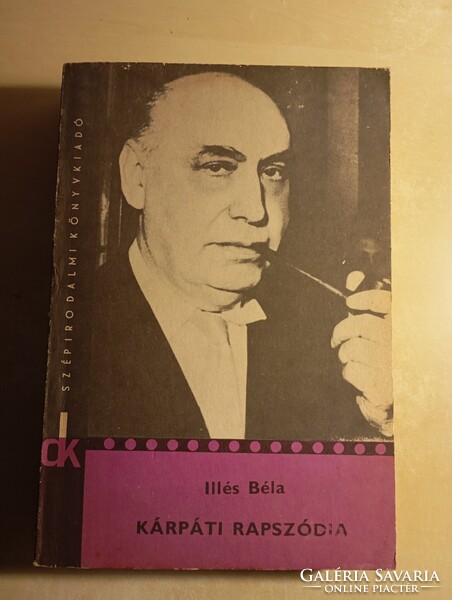 SZÉPIRODALMI KÖNYVKIADÓ
OK
Illés Béla
KÁRPÁTI RAPSZÓDIA
GALÉRIA SAVARIA
ONLINE PIACTÉR